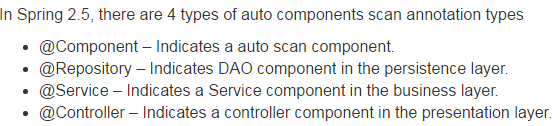 In Spring 2.5, there are 4 types of auto components scan annotation types
• @Component – Indicates a auto scan component.
• @Repository – Indicates DAO component in the persistence layer.
• @Service – Indicates a Service component in the business layer.
• @Controller – Indicates a controller component in the presentation layer.